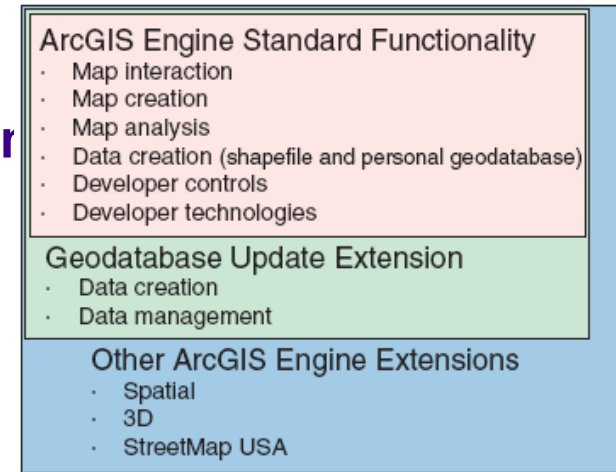 ArcGIS Engine Standard Functionality
· Map interaction
· Map creation
· Map analysis
· Data creation (shapefile and personal geodatabase)
· Developer controls
· Developer technologies
Geodatabase Update Extension
· Data creation
· Data management
Other ArcGIS Engine Extensions
· Spatial
· 3D
· StreetMap USA